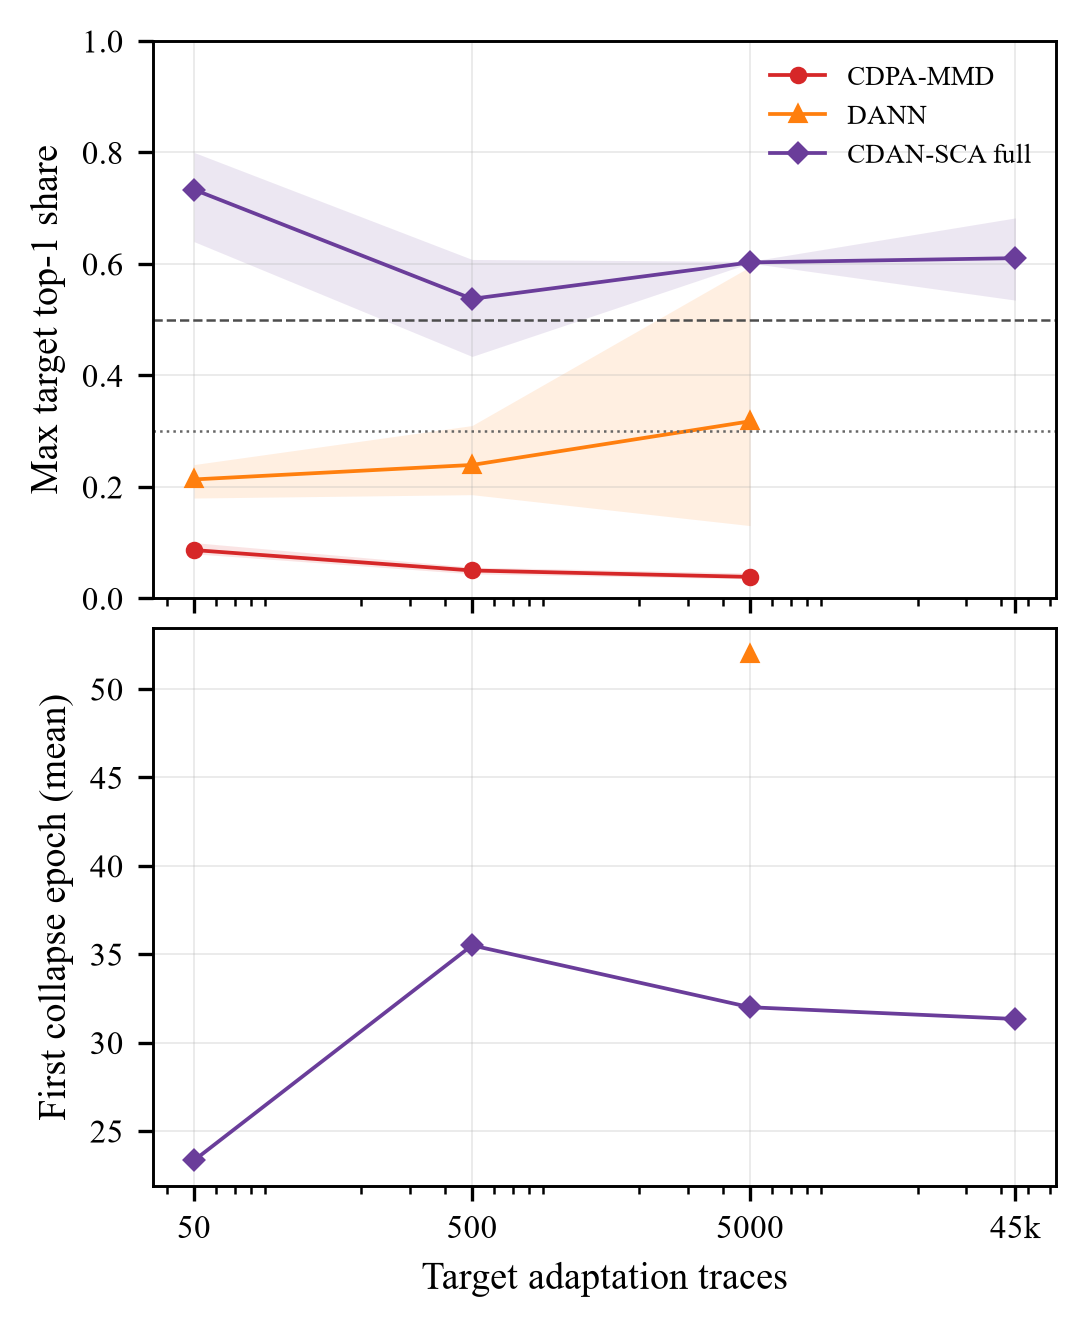 1.0
0.8
0.6
0.4
0.2
0.0
Max target top-1 share
CDPA-MMD
DANN
CDAN-SCA full
50
45
40
35
30
25
First collapse epoch (mean)
50 500 5000 45k
Target adaptation traces